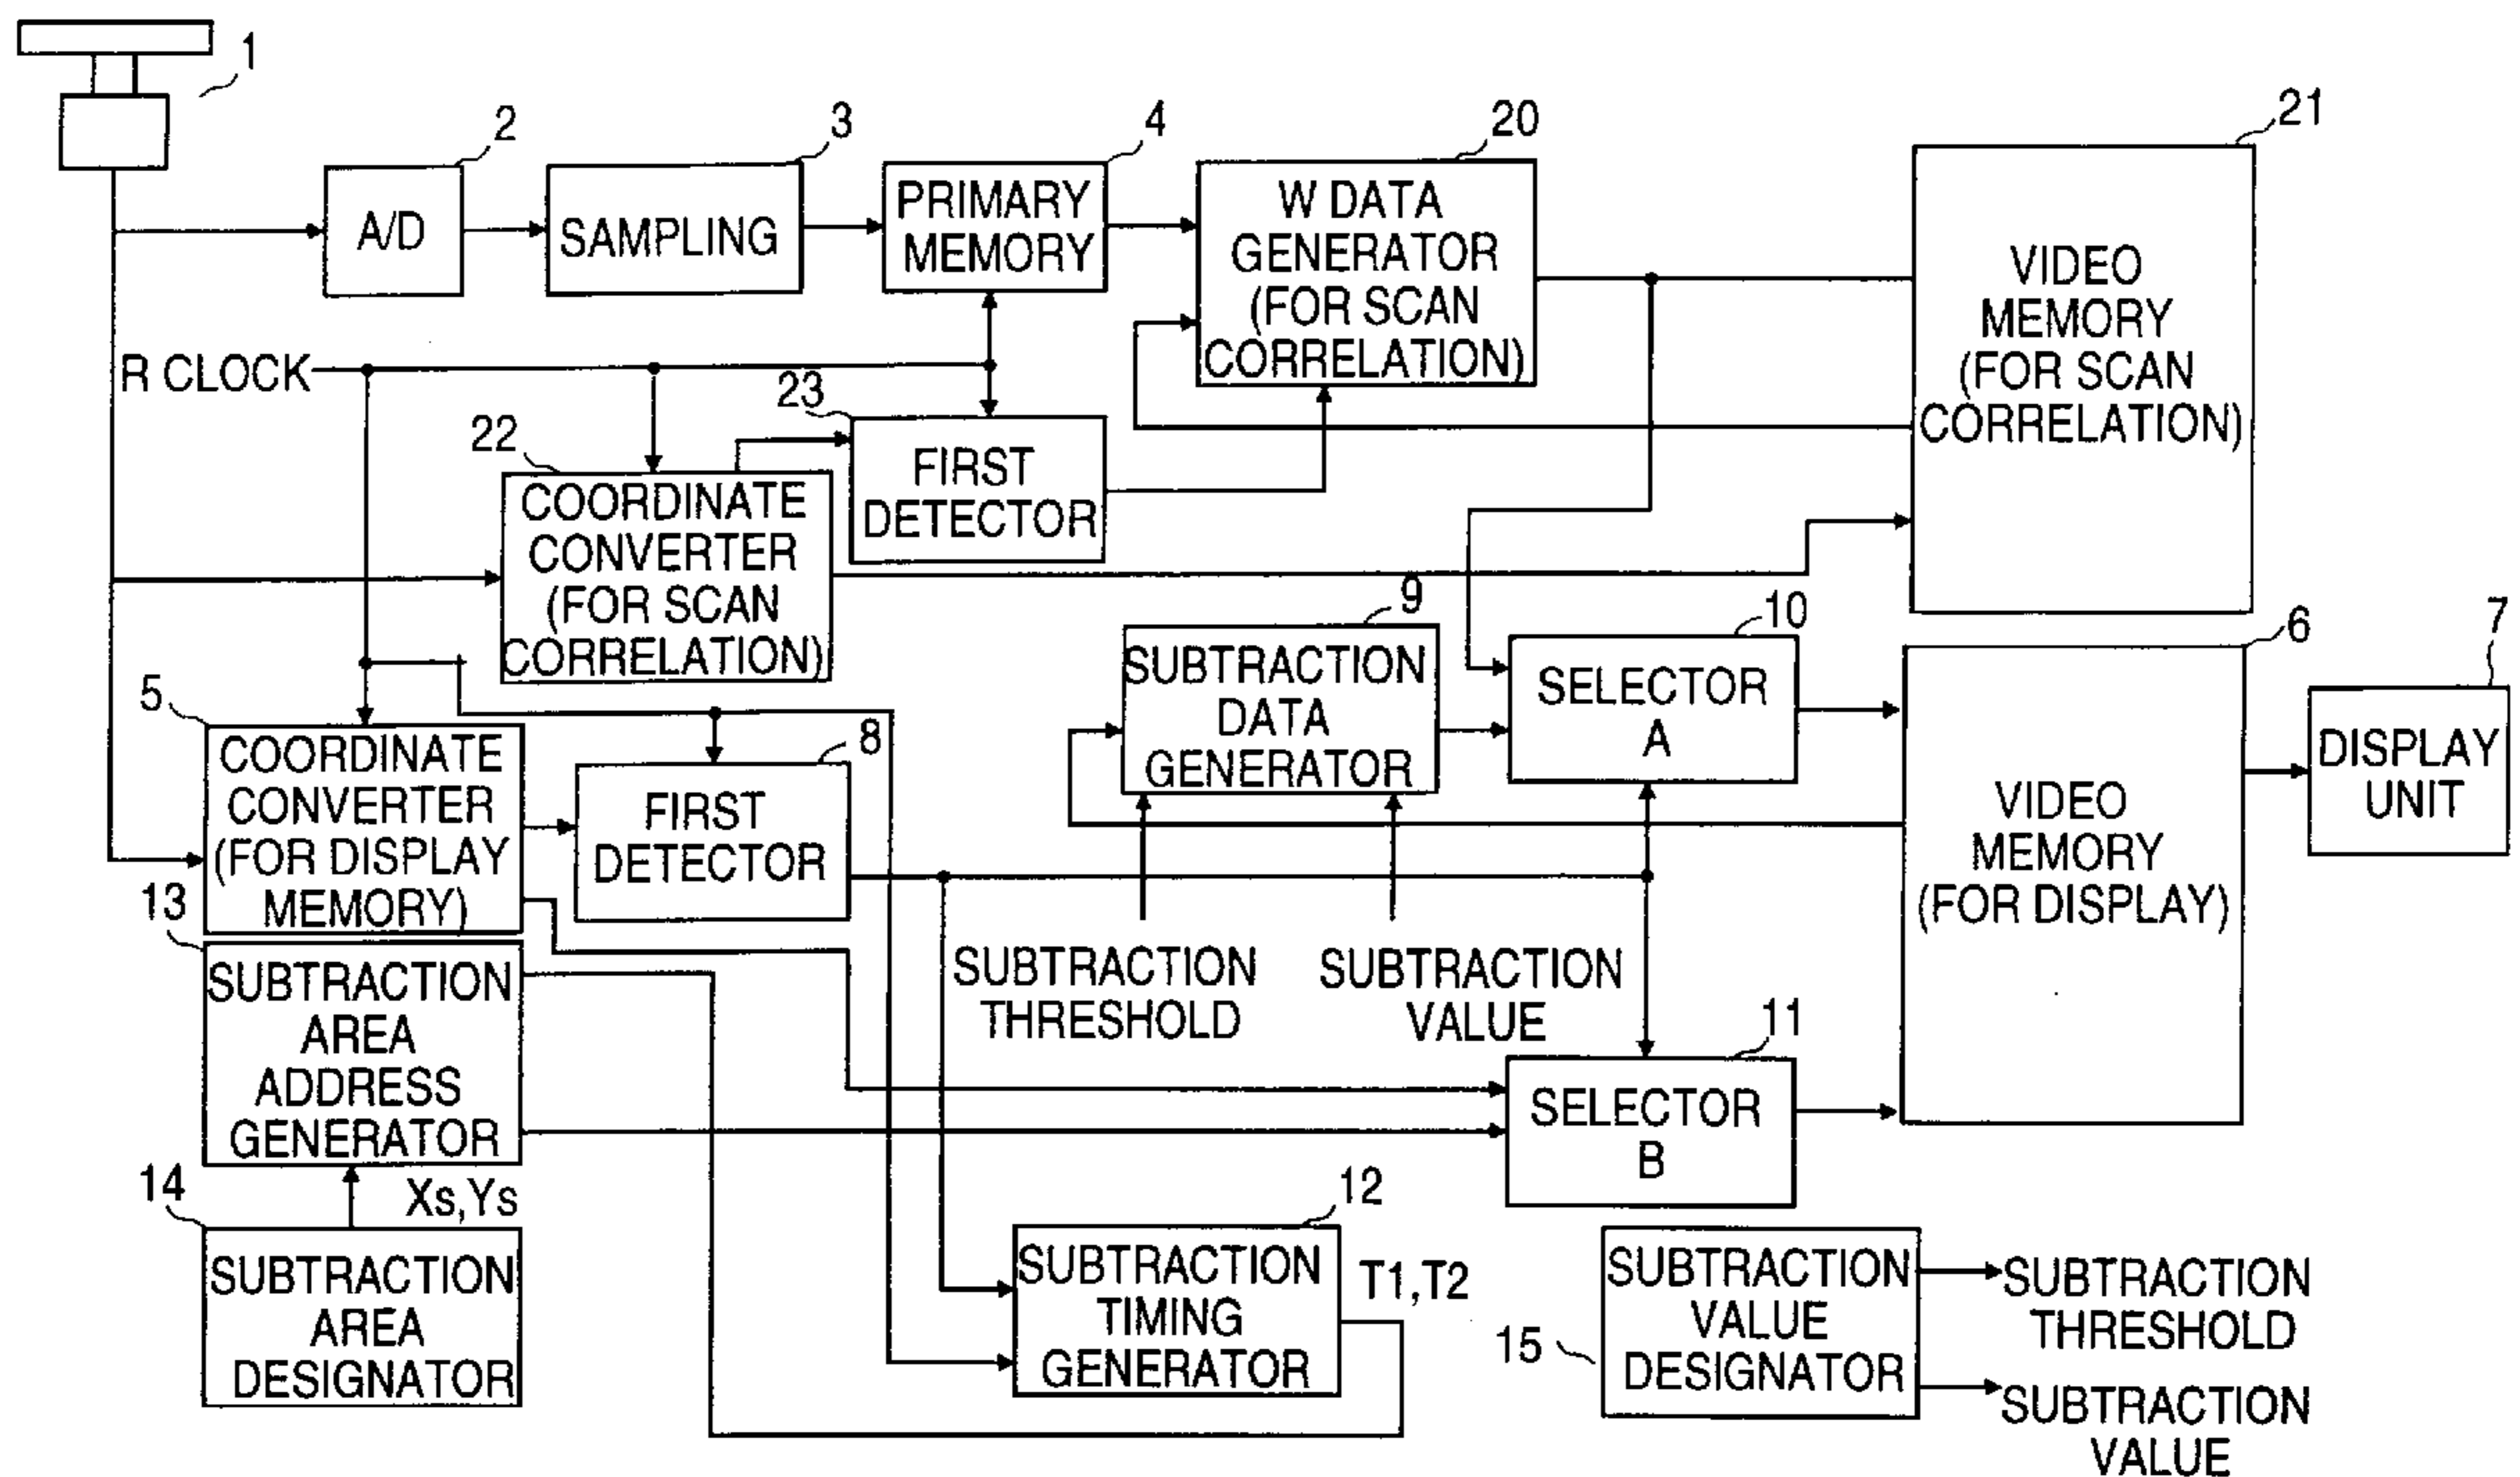 1
2
3
4
20
21
A/D
SAMPLING
PRIMARY
MEMORY
W DATA
GENERATOR
(FOR SCAN
CORRELATION)
VIDEO
MEMORY
(FOR SCAN
CORRELATION)
R CLOCK
23
22
FIRST
DETECTOR
COORDINATE
CONVERTER
(FOR SCAN
CORRELATION)
9
10
6
7
SUBTRACTION
DATA
GENERATOR
SELECTOR
A
5
8
COORDINATE
CONVERTER
(FOR DISPLAY
MEMORY)
FIRST
DETECTOR
VIDEO
MEMORY
(FOR DISPLAY)
DISPLAY
UNIT
13
SUBTRACTION
AREA
ADDRESS
GENERATOR
SUBTRACTION
THRESHOLD
SUBTRACTION
VALUE
11
SELECTOR
B
14
Xs,Ys
SUBTRACTION
AREA
DESIGNATOR
12
SUBTRACTION
TIMING
GENERATOR
T1,T2
15
SUBTRACTION
VALUE
DESIGNATOR
SUBTRACTION
THRESHOLD
SUBTRACTION
VALUE